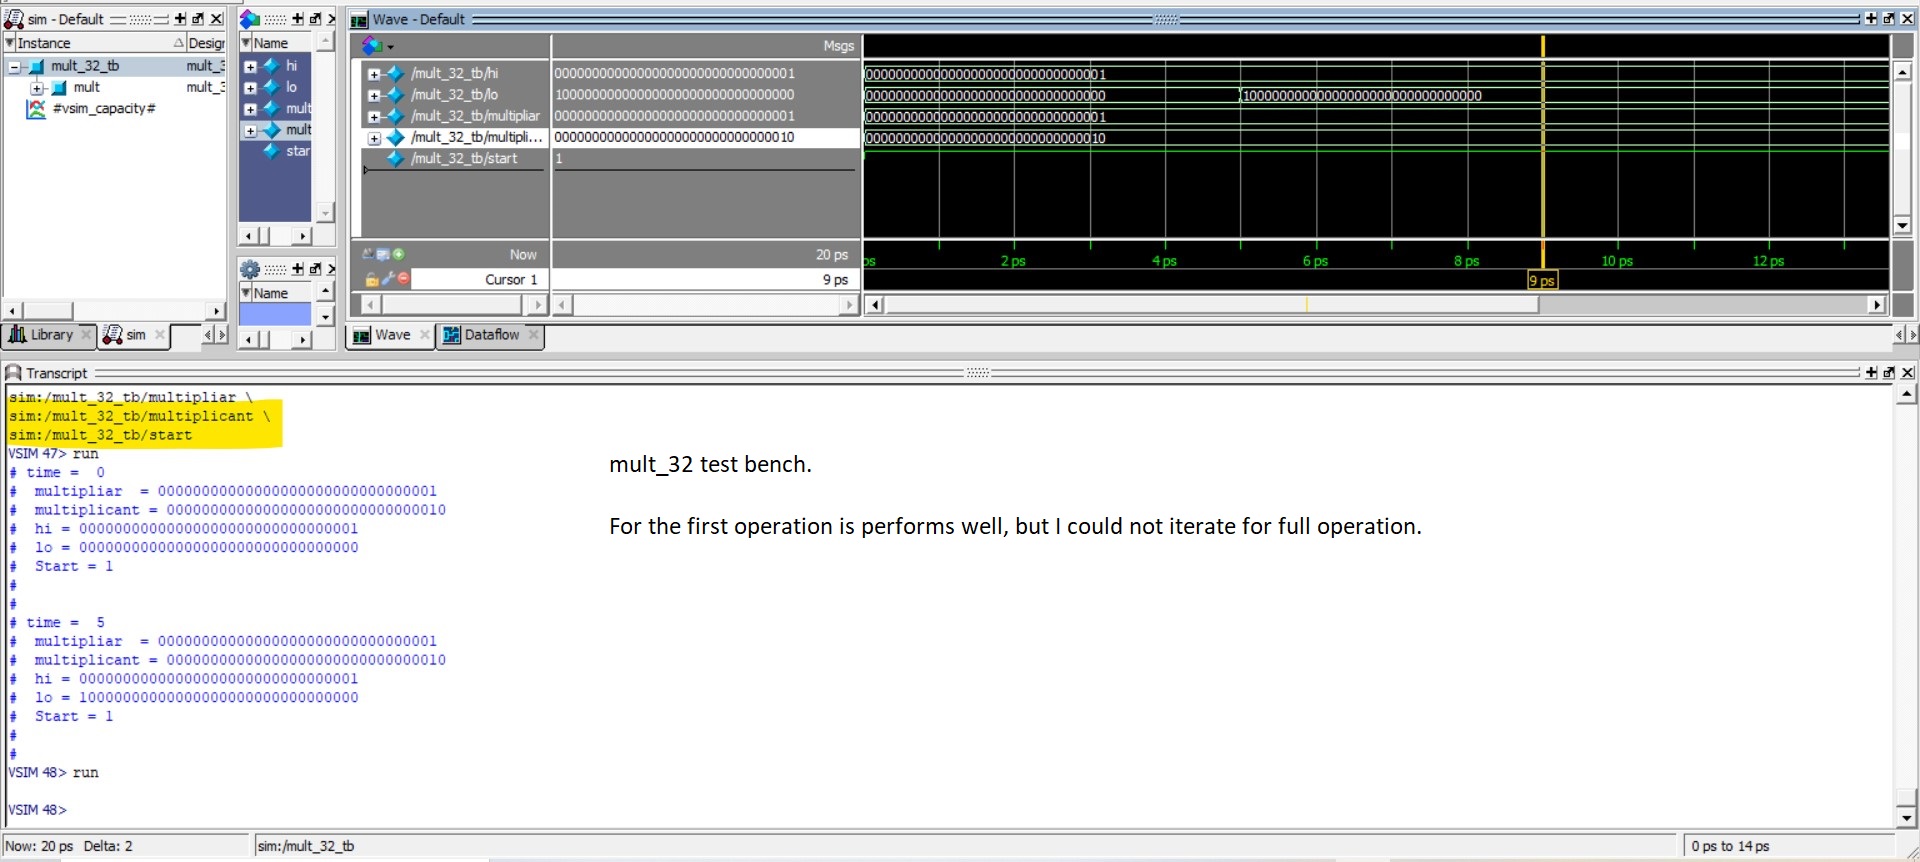 sim - Default
Instance Design
mult_32_tb mult_3
mult mult_3
#vsim_capacity#
Library sim
Name
hi
lo
mult
mult
star
Name
Wave - Default
Msgs
/mult_32_tb/hi 00000000000000000000000000000001 00000000000000000000000000000001
/mult_32_tb/lo 10000000000000000000000000000000 00000000000000000000000000000000 10000000000000000000000000000000
/mult_32_tb/multipliar 00000000000000000000000000000001 00000000000000000000000000000001
/mult_32_tb/multipli... 00000000000000000000000000000010 00000000000000000000000000000010
/mult_32_tb/start 1
Now 20 ps ps 2 ps 4 ps 6 ps 8 ps 10 ps 12 ps
Cursor 1 9 ps 9 ps
Wave Dataflow
Transcript
sim:/mult_32_tb/multipliar \
sim:/mult_32_tb/multiplicant \
sim:/mult_32_tb/start
VSIM 47> run
# time = 0
# multipliar = 00000000000000000000000000000001
# multiplicant = 00000000000000000000000000000010
# hi = 00000000000000000000000000000001
# lo = 00000000000000000000000000000000
# Start = 1
#
#
# time = 5
# multipliar = 00000000000000000000000000000001
# multiplicant = 00000000000000000000000000000010
# hi = 00000000000000000000000000000001
# lo = 10000000000000000000000000000000
# Start = 1
#
#
VSIM 48> run
VSIM 48>
mult_32 test bench.
For the first operation is performs well, but I could not iterate for full operation.
Now: 20 ps Delta: 2 sim:/mult_32_tb 0 ps to 14 ps